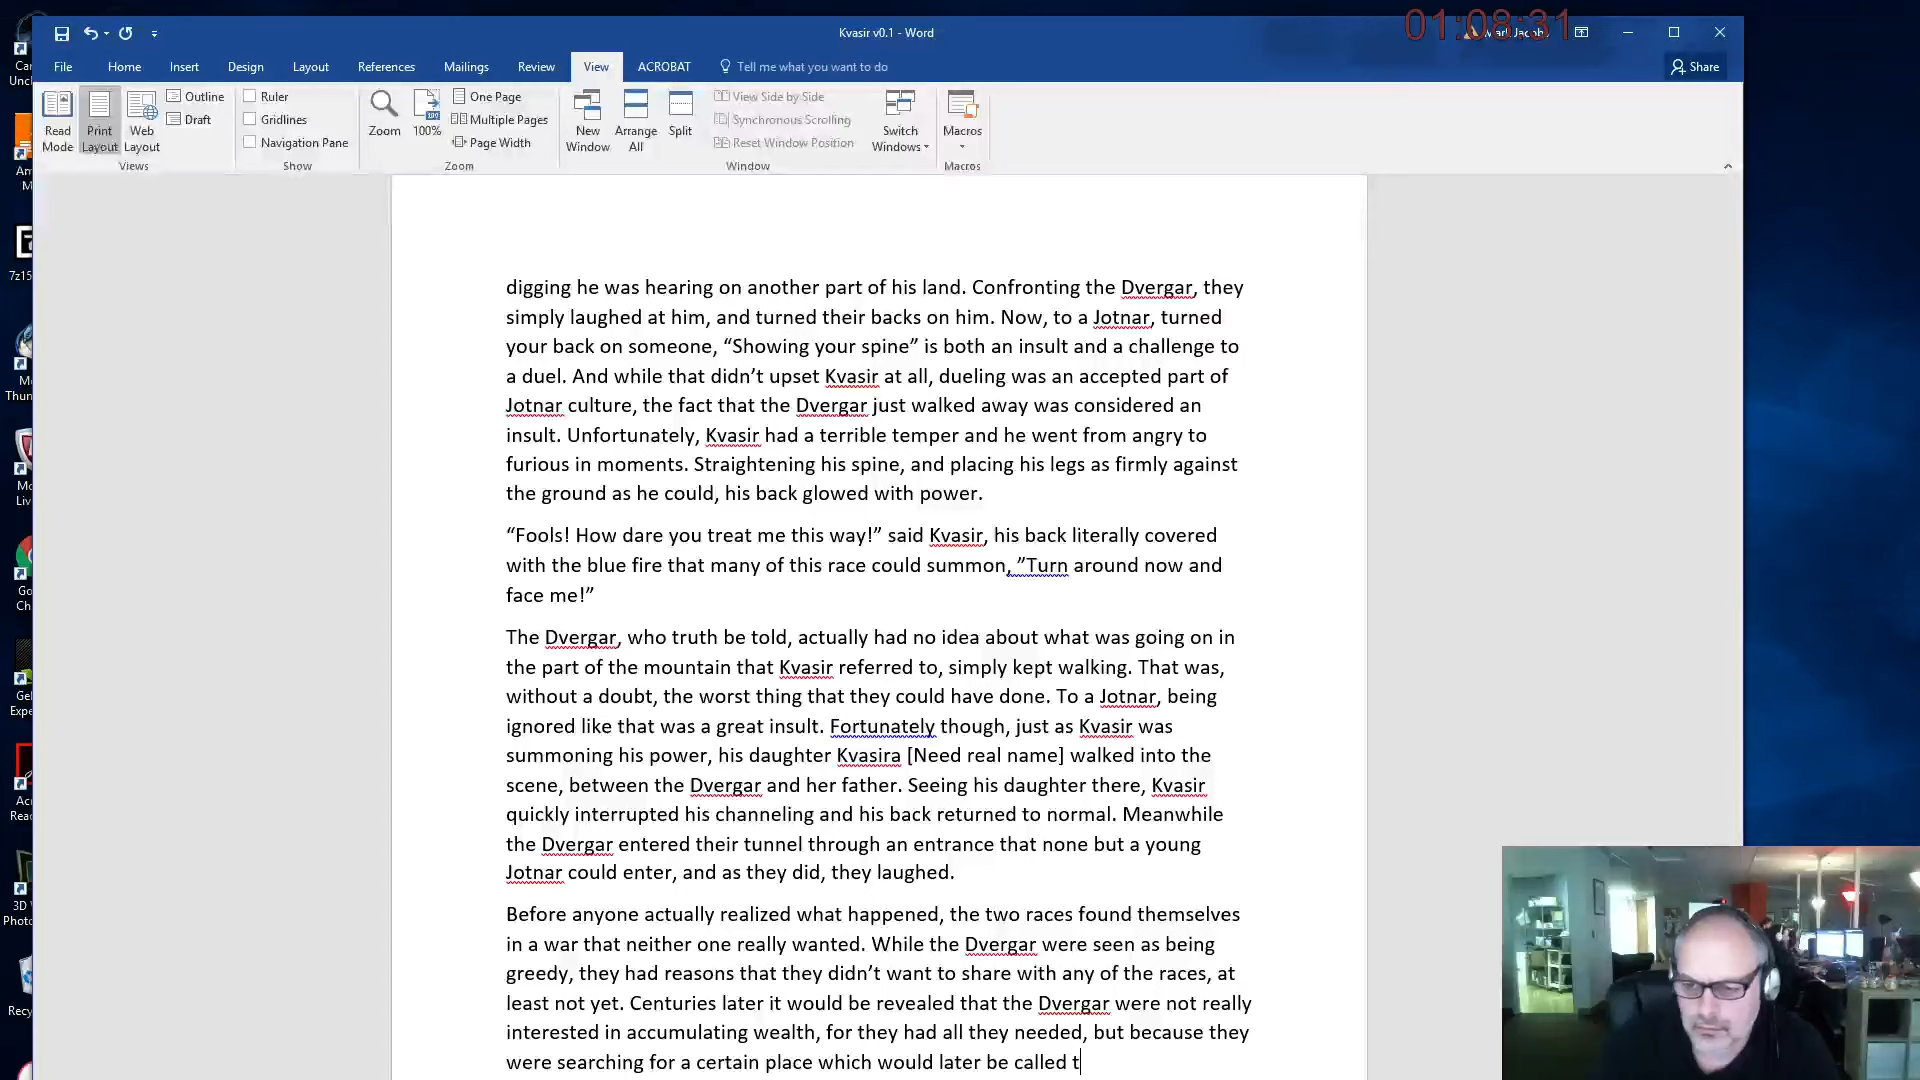 01:08:31
Kvasir v0.1 - Word
File Home Insert Design Layout References Mailings Review View ACROBAT Tell me what you want to do Share
Read Mode
Print Layout
Web Layout
Outline
Draft
Views
Ruler
Gridlines
Navigation Pane
Show
Zoom
100%
One Page
Multiple Pages
Page Width
Zoom
New Window
Arrange All
Split
View Side by Side
Synchronous Scrolling
Reset Window Position
Window
Switch Windows
Macros
Macros
digging he was hearing on another part of his land. Confronting the Dvergar, they
simply laughed at him, and turned their backs on him. Now, to a Jotnar, turned
your back on someone, “Showing your spine” is both an insult and a challenge to
a duel. And while that didn’t upset Kvasir at all, dueling was an accepted part of
Jotnar culture, the fact that the Dvergar just walked away was considered an
insult. Unfortunately, Kvasir had a terrible temper and he went from angry to
furious in moments. Straightening his spine, and placing his legs as firmly against
the ground as he could, his back glowed with power.
“Fools! How dare you treat me this way!” said Kvasir, his back literally covered
with the blue fire that many of this race could summon, ”Turn around now and
face me!”
The Dvergar, who truth be told, actually had no idea about what was going on in
the part of the mountain that Kvasir referred to, simply kept walking. That was,
without a doubt, the worst thing that they could have done. To a Jotnar, being
ignored like that was a great insult. Fortunately though, just as Kvasir was
summoning his power, his daughter Kvasira [Need real name] walked into the
scene, between the Dvergar and her father. Seeing his daughter there, Kvasir
quickly interrupted his channeling and his back returned to normal. Meanwhile
the Dvergar entered their tunnel through an entrance that none but a young
Jotnar could enter, and as they did, they laughed.
Before anyone actually realized what happened, the two races found themselves
in a war that neither one really wanted. While the Dvergar were seen as being
greedy, they had reasons that they didn’t want to share with any of the races, at
least not yet. Centuries later it would be revealed that the Dvergar were not really
interested in accumulating wealth, for they had all they needed, but because they
were searching for a certain place which would later be called t
7z15
3D